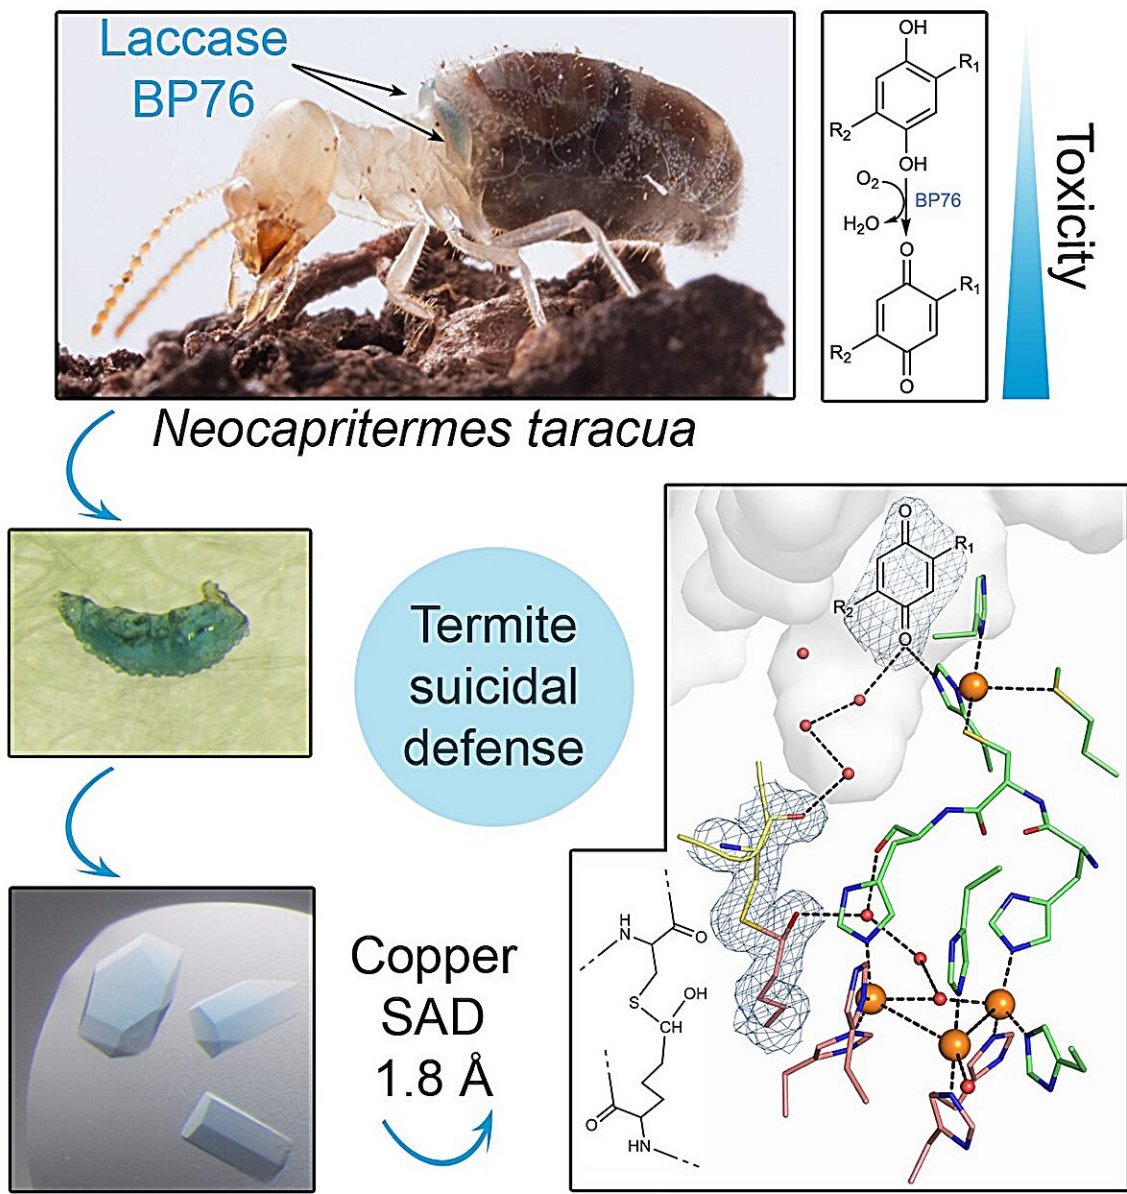 Laccase
BP76
OH
R1
R2
OH
O2
BP76
H2O
O
R1
R2
O
Toxicity
Neocapritermes taracua
Termite
suicidal
defense
O
R1
R2
O
H
N
O
S
OH
C
H
O
HN
Copper
SAD
1.8 Å